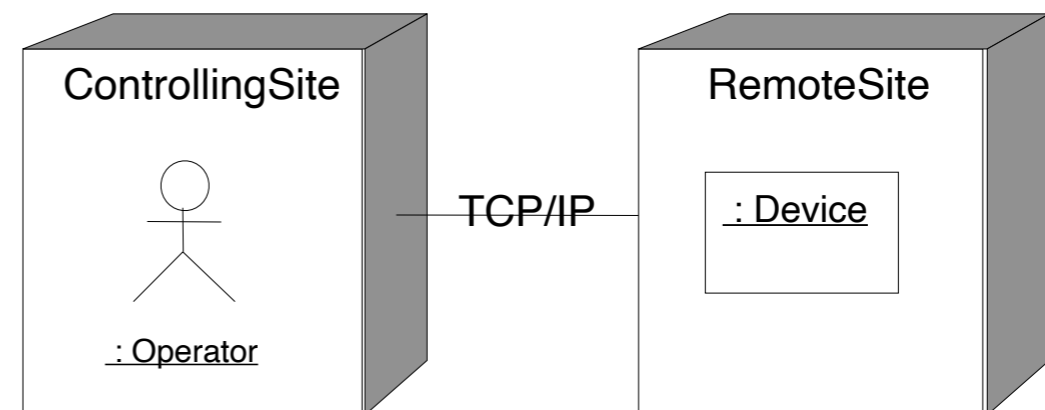 ControllingSite
: Operator
TCP/IP
RemoteSite
: Device